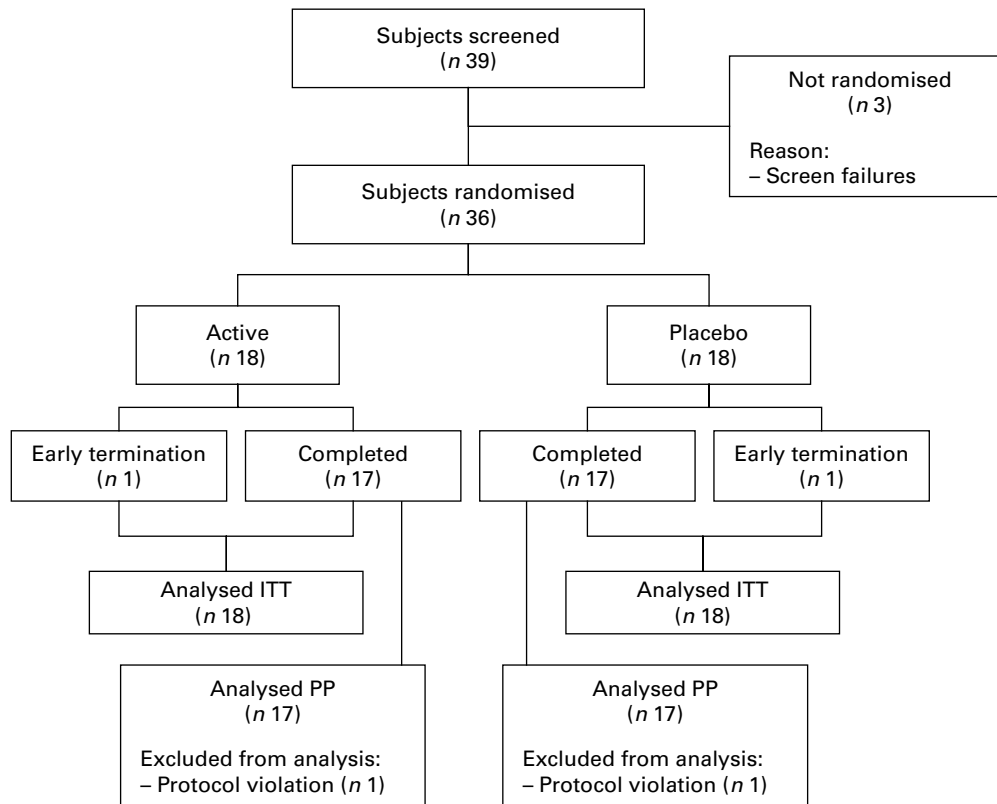 Subjects screened
(n 39)
Not randomised
(n 3)
Reason:
– Screen failures
Subjects randomised
(n 36)
Active
(n 18)
Placebo
(n 18)
Early termination
(n 1)
Completed
(n 17)
Completed
(n 17)
Early termination
(n 1)
Analysed ITT
(n 18)
Analysed ITT
(n 18)
Analysed PP
(n 17)
Excluded from analysis:
– Protocol violation (n 1)
Analysed PP
(n 17)
Excluded from analysis:
– Protocol violation (n 1)